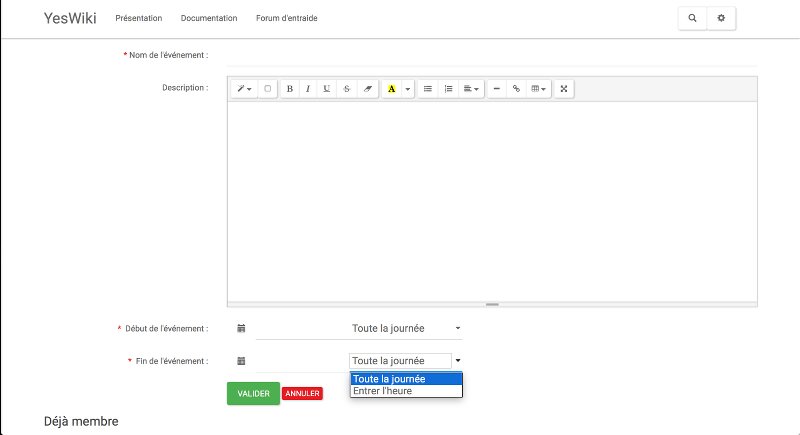 YesWiki Présentation Documentation Forum d'entraide
* Nom de l'événement :
Description :
B I U S A
* Début de l'événement : Toute la journée
* Fin de l'événement : Toute la journée
Toute la journée
Entrer l'heure
VALIDER ANNULER
Déjà membre